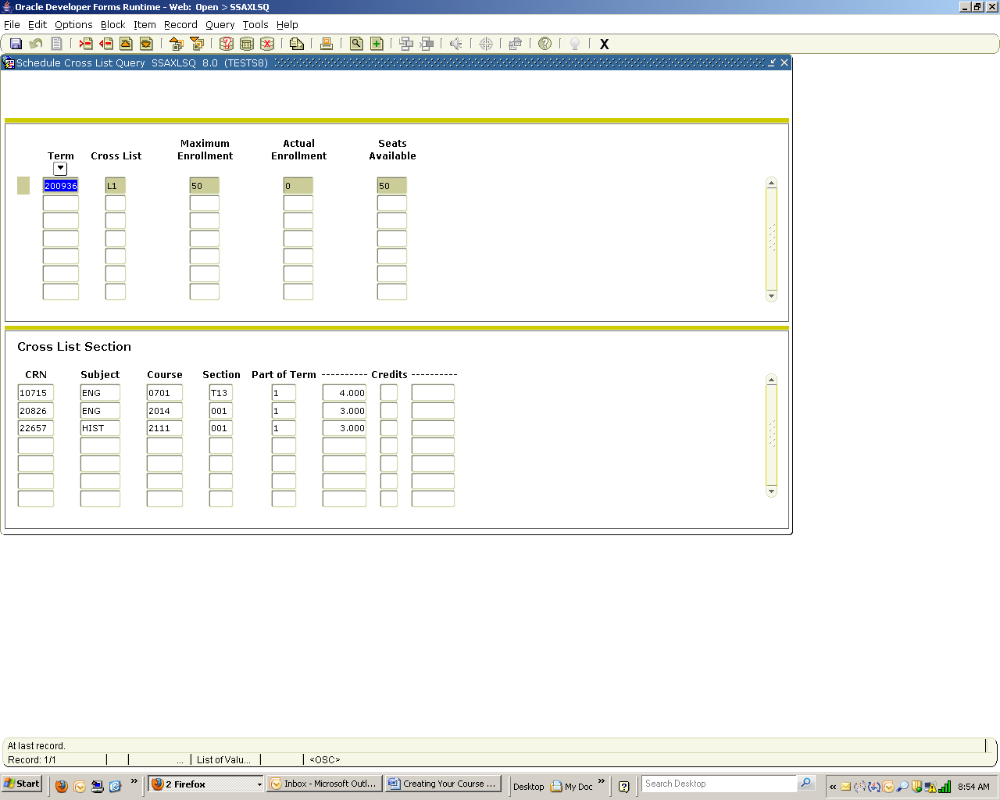 Oracle Developer Forms Runtime - Web: Open > SSAXLSQ
File Edit Options Block Item Record Query Tools Help
X
Schedule Cross List Query SSAXLSQ 8.0 (TESTS8)
Maximum Actual Seats
Term Cross List Enrollment Enrollment Available
200936 L1 50 0 50
Cross List Section
CRN Subject Course Section Part of Term ---------- Credits ----------
10715 ENG 0701 T13 1 4.000
20826 ENG 2014 001 1 3.000
22657 HIST 2111 001 1 3.000
At last record.
Record: 1/1 ... List of Valu... <OSC>
Start » 2 Firefox Inbox - Microsoft Outl... Creating Your Course ... Desktop My Doc » Search Desktop « 8:54 AM